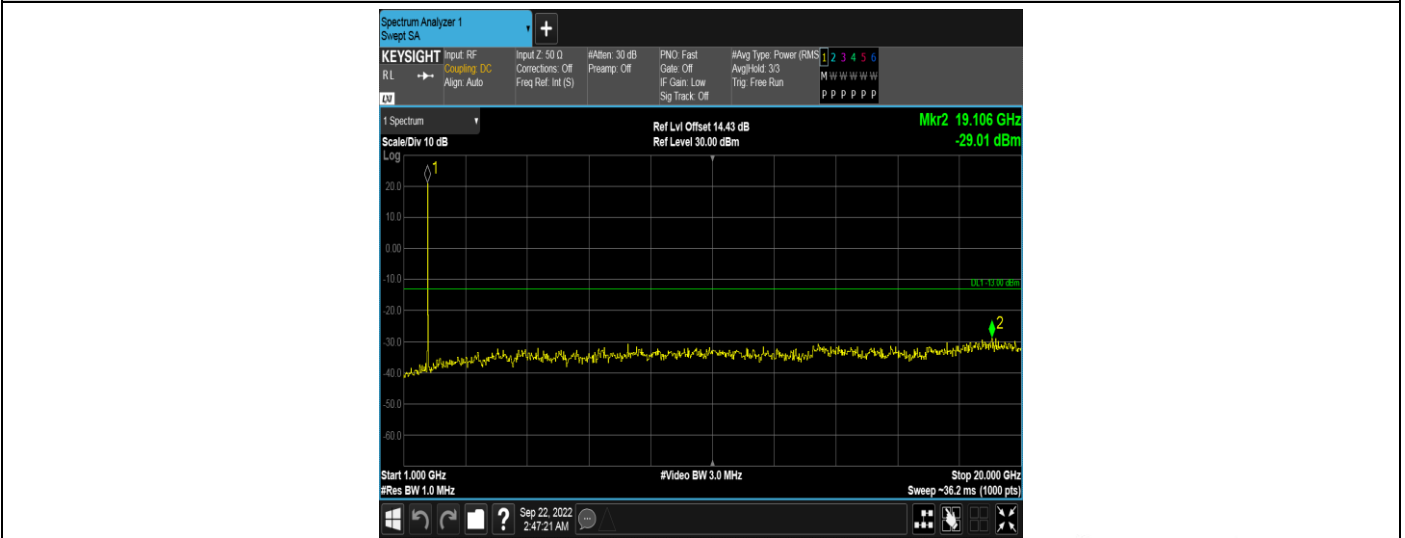 Spectrum Analyzer 1
Swept SA
+
KEYSIGHT
RL
LXI
Input: RF
Coupling: DC
Align: Auto
Input Z: 50 Ω
Corrections: Off
Freq Ref: Int (S)
#Atten: 30 dB
Preamp: Off
PNO: Fast
Gate: Off
IF Gain: Low
Sig Track: Off
#Avg Type: Power (RMS
Avg|Hold: 3/3
Trig: Free Run
1 2 3 4 5 6
M W W W W W
P P P P P P
1 Spectrum
Scale/Div 10 dB
Log
Ref Lvl Offset 14.43 dB
Ref Level 30.00 dBm
Mkr2 19.106 GHz
-29.01 dBm
1
20.0
10.0
0.00
-10.0
DL1 -13.00 dBm
-20.0
2
-30.0
-40.0
-50.0
-60.0
Start 1.000 GHz
#Video BW 3.0 MHz
Stop 20.000 GHz
#Res BW 1.0 MHz
Sweep ~36.2 ms (1000 pts)
?
Sep 22, 2022
2:47:21 AM